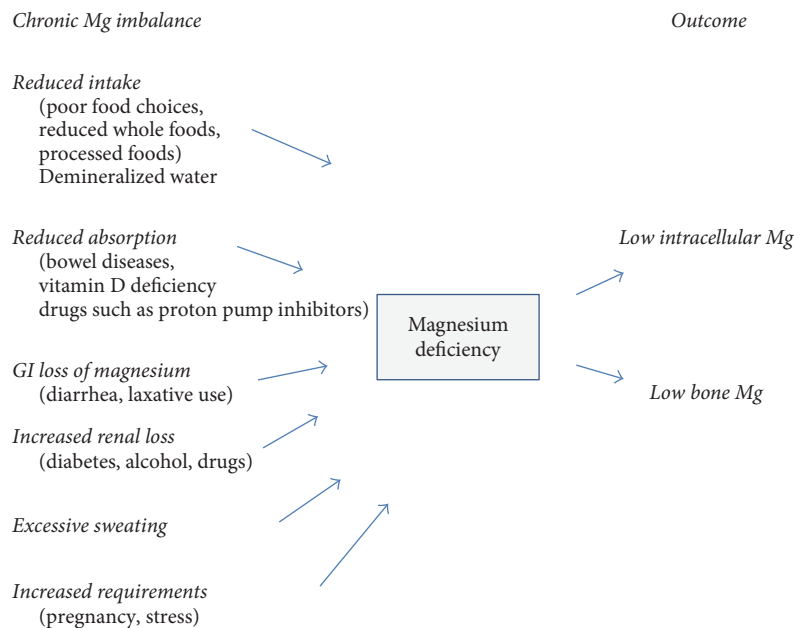 Chronic Mg imbalance
Outcome
Reduced intake
(poor food choices,
reduced whole foods,
processed foods)
Demineralized water
Reduced absorption
(bowel diseases,
vitamin D deficiency
drugs such as proton pump inhibitors)
GI loss of magnesium
(diarrhea, laxative use)
Increased renal loss
(diabetes, alcohol, drugs)
Excessive sweating
Increased requirements
(pregnancy, stress)
Magnesium
deficiency
Low intracellular Mg
Low bone Mg